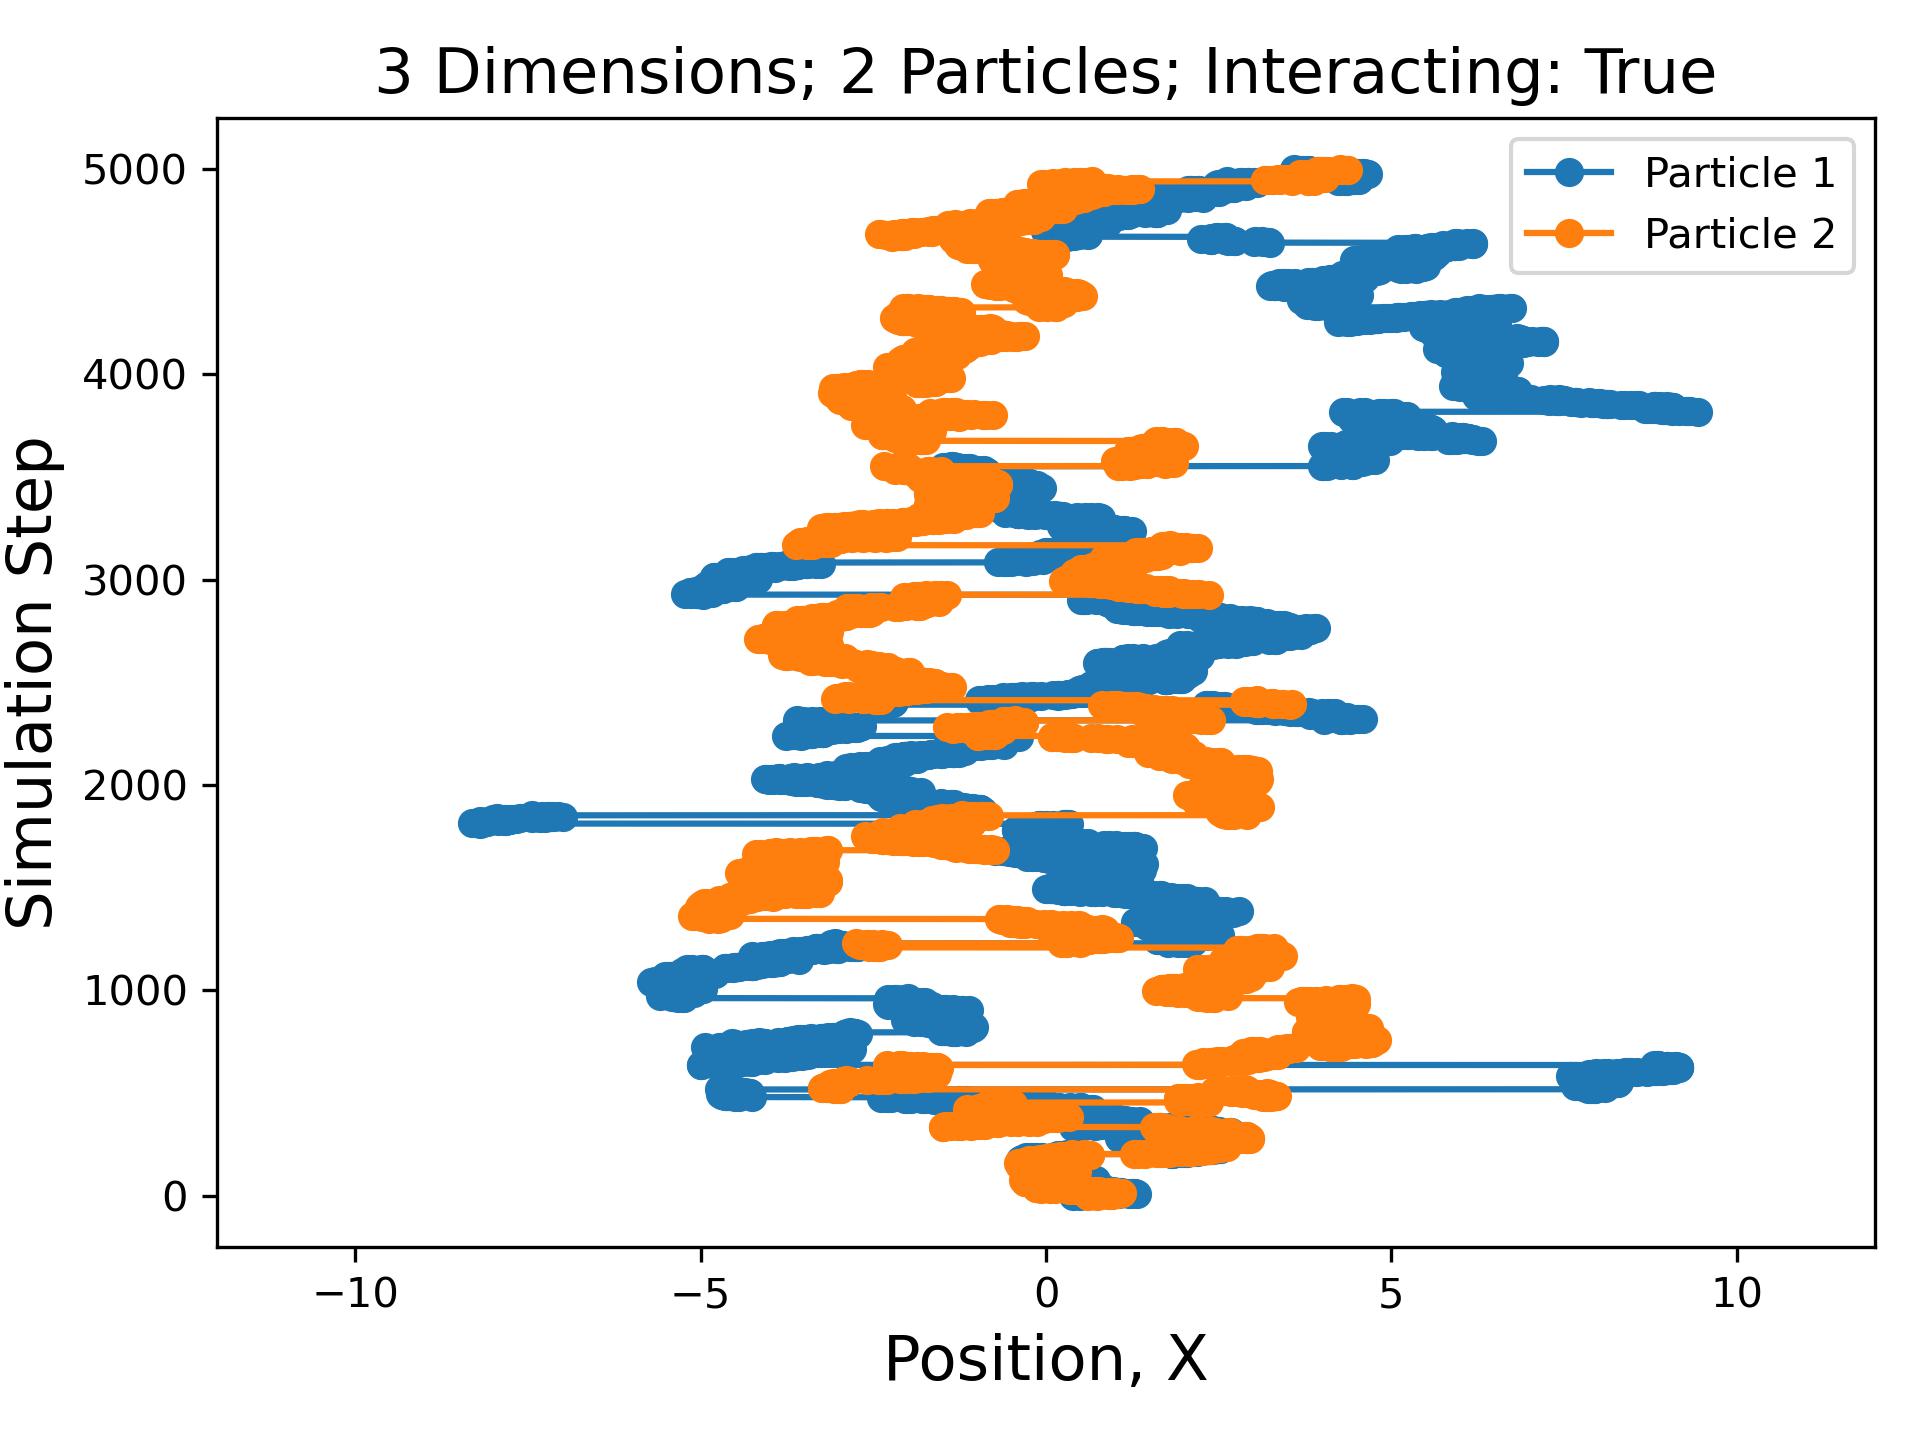 3 Dimensions; 2 Particles; Interacting: True
Particle 1
Particle 2
5000
4000
3000
2000
1000
0
Simulation Step
−10
−5
0
5
10
Position, X